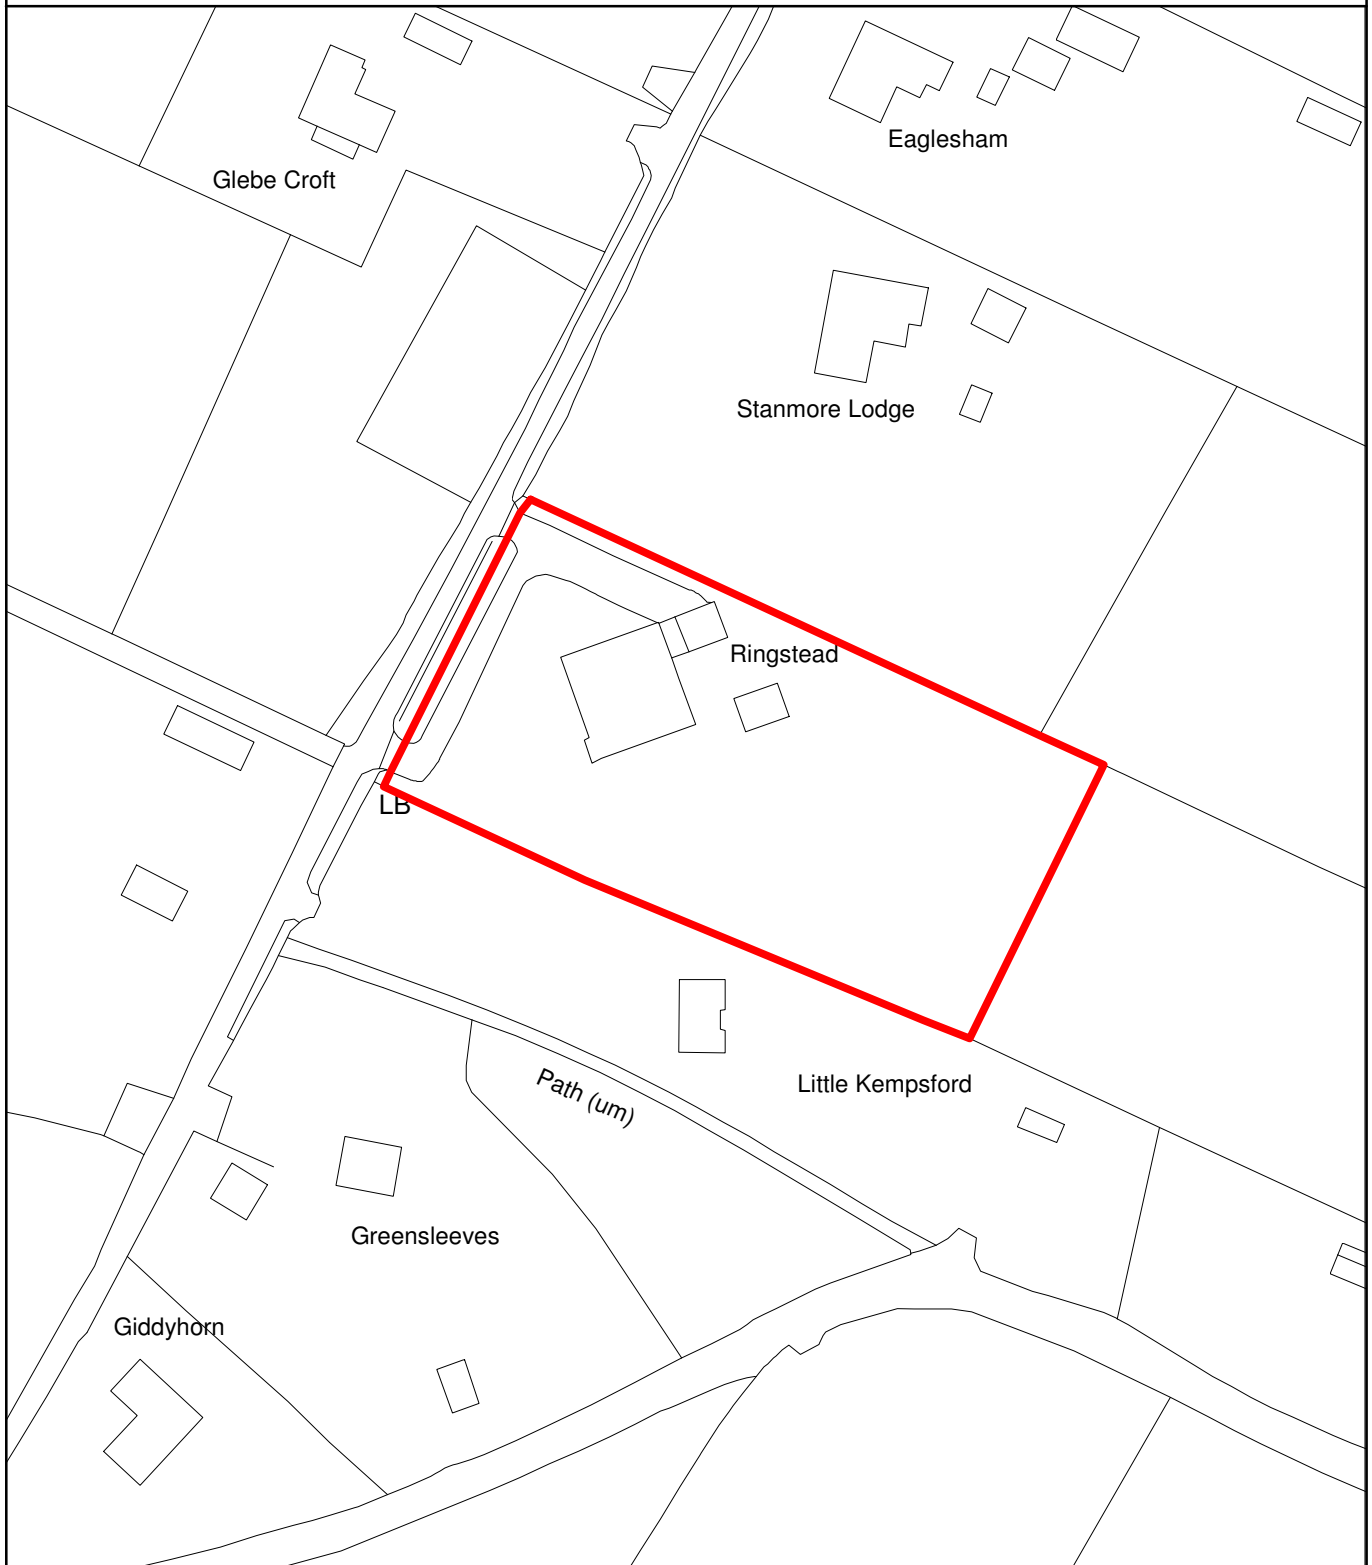 Eaglesham
Glebe Croft
Stanmore Lodge
Ringstead
LB
Path (um)
Little Kempsford
Greensleeves
Giddyhorn